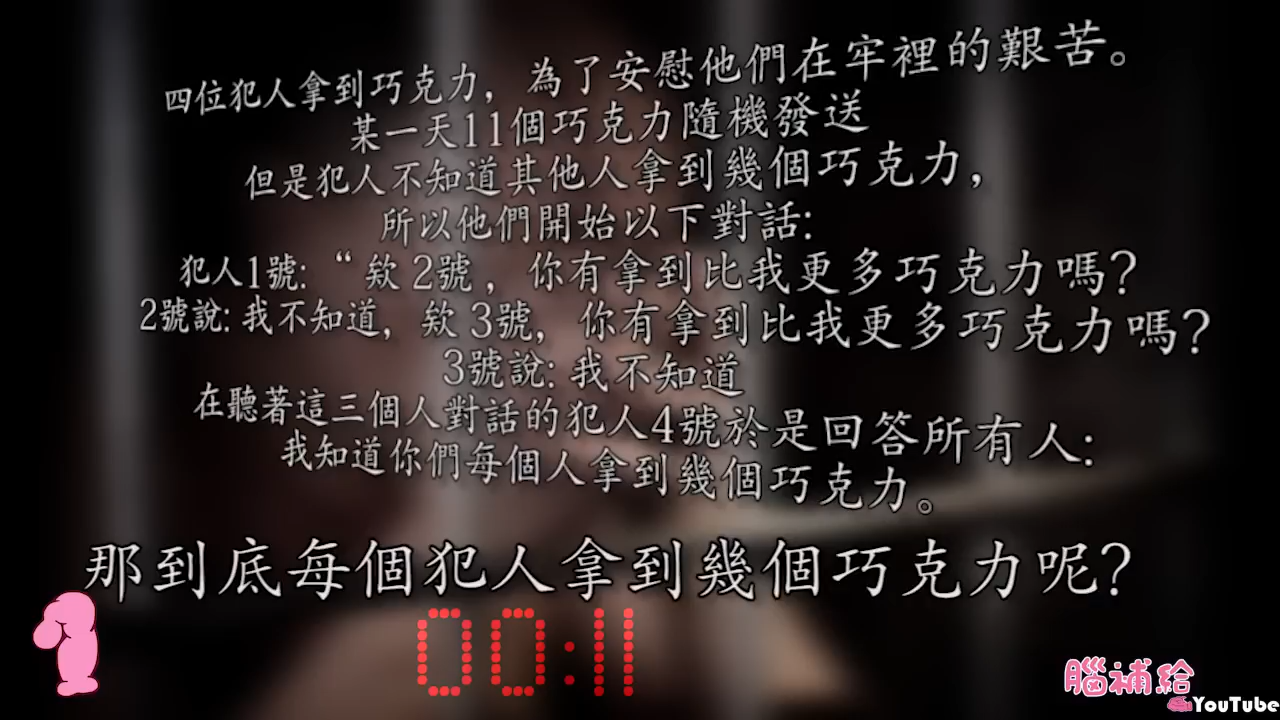 四位犯人拿到巧克力，為了安慰他們在牢裡的艱苦。
某一天11個巧克力隨機發送
但是犯人不知道其他人拿到幾個巧克力，
所以他們開始以下對話:
犯人1號: “欸 2號 ，你有拿到比我更多巧克力嗎?
2號說: 我不知道，欸 3號，你有拿到比我更多巧克力嗎?
3號說: 我不知道
在聽著這三個人對話的犯人4號於是回答所有人:
我知道你們每個人拿到幾個巧克力。
那到底每個犯人拿到幾個巧克力呢?
1
00:11
腦補給
YouTube